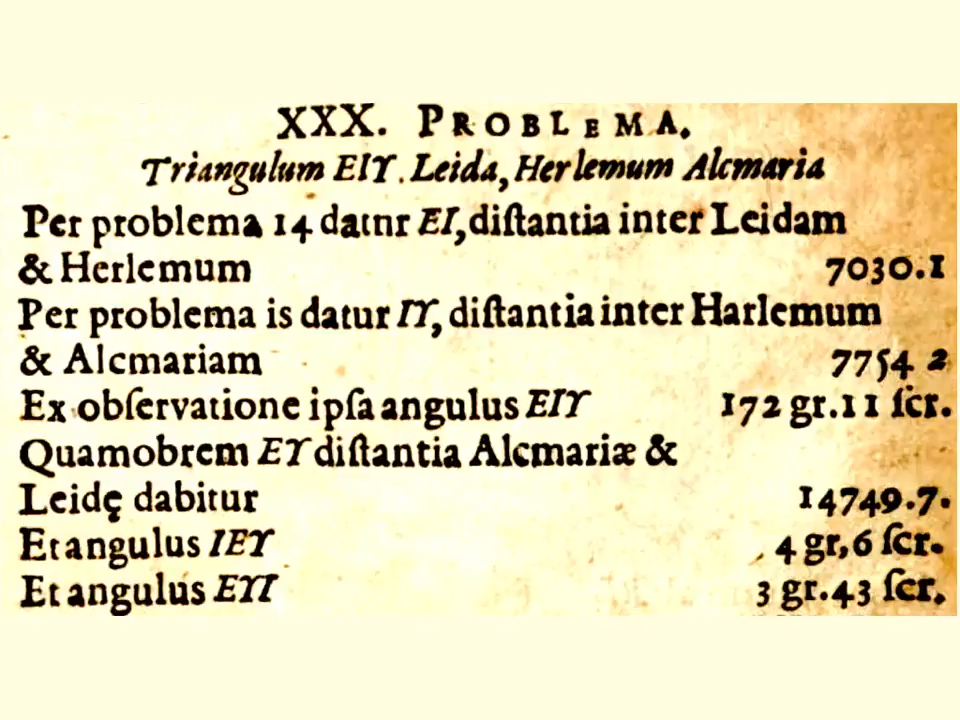 XXX. PROBLEMA.
Triangulum EIY. Leida, Herlemum Alcmaria
Per problema 14 datnr EI, diſtantia inter Leidam
& Herlemum 7030.1
Per problema is datur IY, diſtantia inter Harlemum
& Alcmariam 7754 2
Ex obſervatione ipſa angulus EIY 172 gr.11 ſcr.
Quamobrem EY diſtantia Alcmariæ &
Leidę dabitur 14749.7.
Et angulus IEY 4 gr, 6 ſcr.
Et angulus EYI 3 gr.43 ſcr.